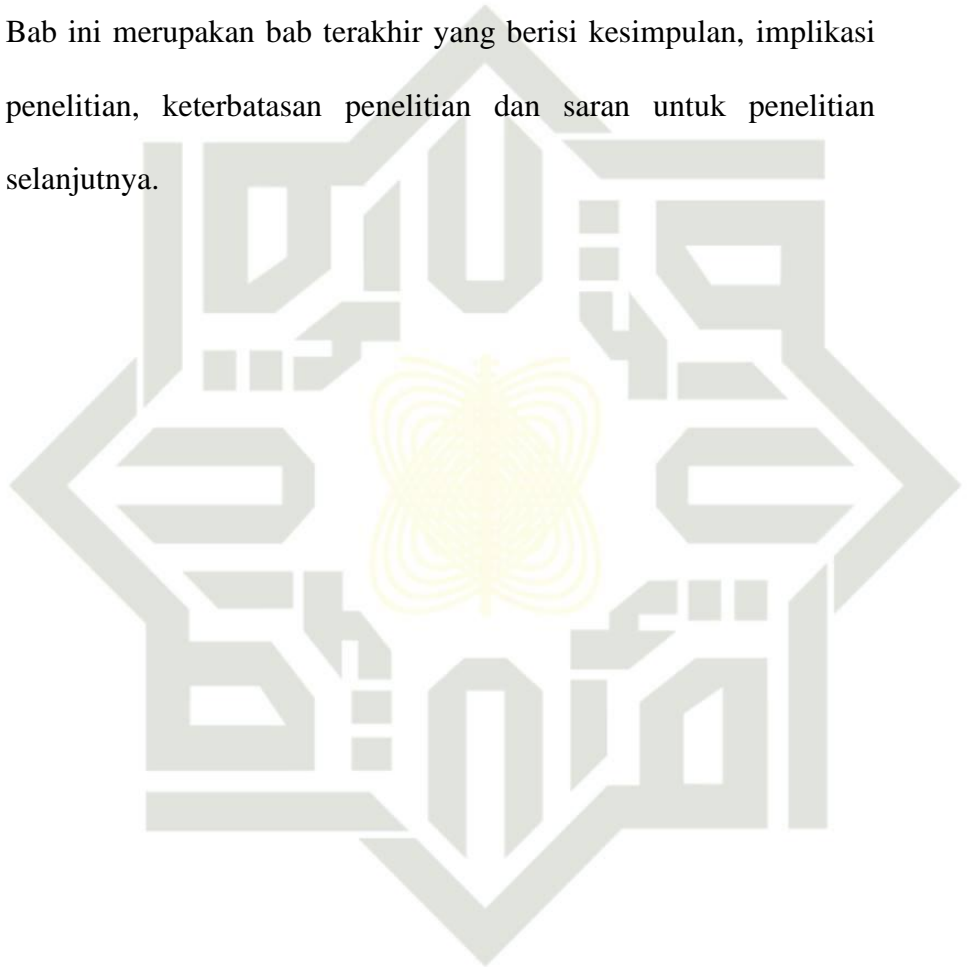 Bab ini merupakan bab terakhir yang berisi kesimpulan, implikasi
penelitian, keterbatasan penelitian dan saran untuk penelitian
selanjutnya.